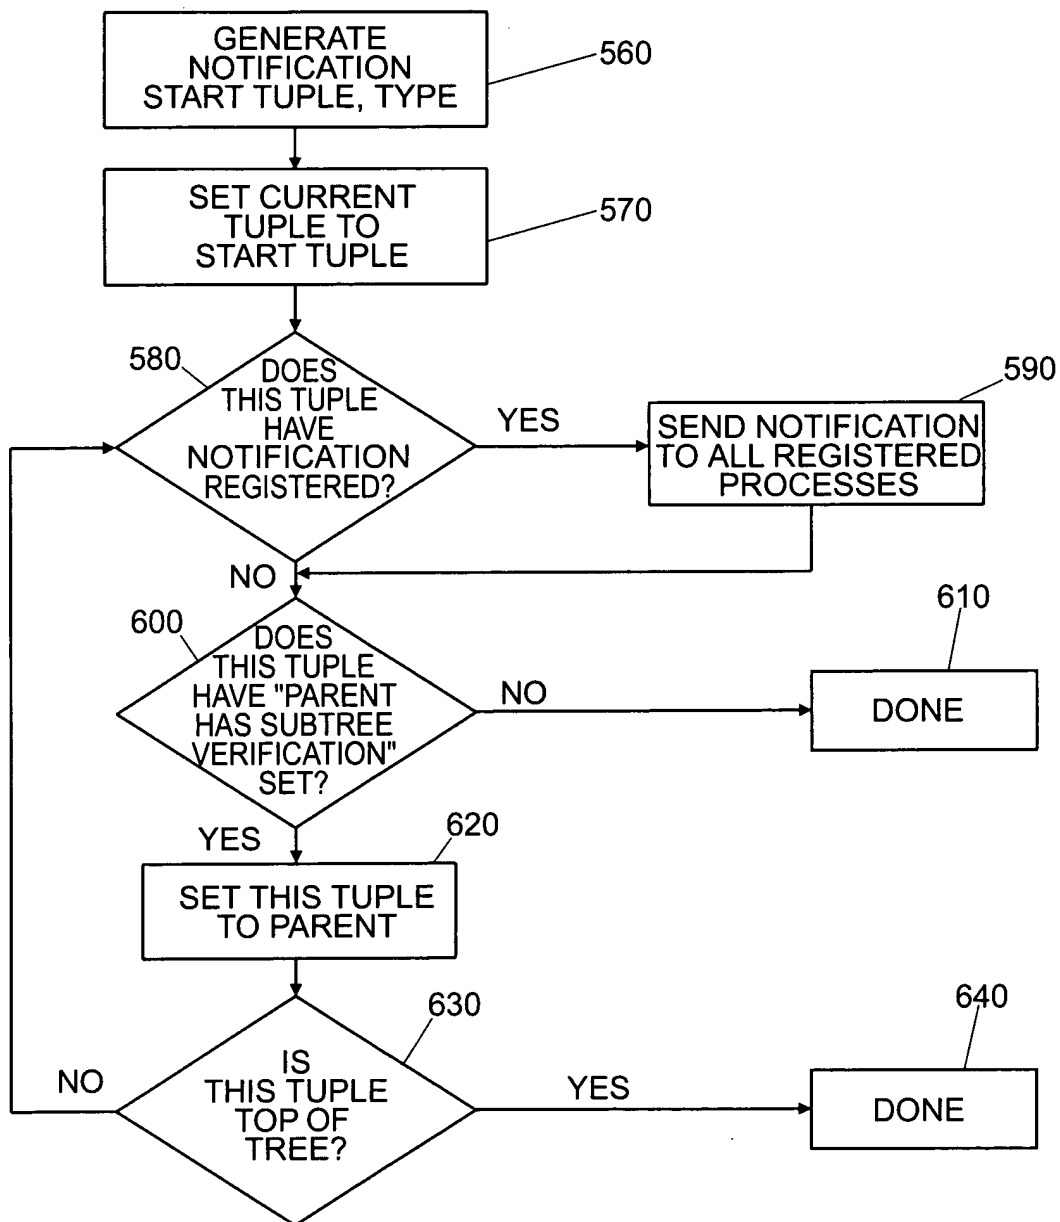 GENERATE
NOTIFICATION
START TUPLE, TYPE
560
SET CURRENT
TUPLE TO
START TUPLE
570
580
DOES
THIS TUPLE
HAVE
NOTIFICATION
REGISTERED?
YES
590
SEND NOTIFICATION
TO ALL REGISTERED
PROCESSES
NO
600
DOES
THIS TUPLE
HAVE "PARENT
HAS SUBTREE
VERIFICATION"
SET?
NO
610
DONE
YES
620
SET THIS TUPLE
TO PARENT
630
IS
THIS TUPLE
TOP OF
TREE?
NO
YES
640
DONE